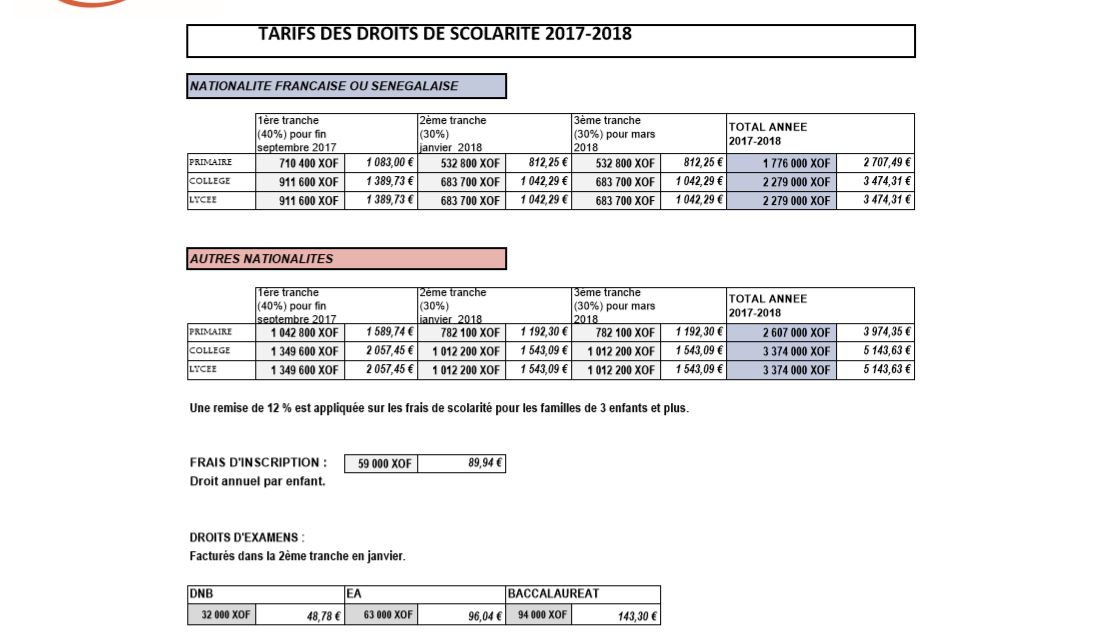 TARIFS DES DROITS DE SCOLARITE 2017-2018
NATIONALITE FRANCAISE OU SENEGALAISE
1ère tranche (40%) pour fin septembre 2017 2ème tranche (30%) janvier 2018 3ème tranche (30%) pour mars 2018 TOTAL ANNEE 2017-2018
PRIMAIRE 710 400 XOF 1 083,00 € 532 800 XOF 812,25 € 532 800 XOF 812,25 € 1 776 000 XOF 2 707,49 €
COLLEGE 911 600 XOF 1 389,73 € 683 700 XOF 1 042,29 € 683 700 XOF 1 042,29 € 2 279 000 XOF 3 474,31 €
LYCEE 911 600 XOF 1 389,73 € 683 700 XOF 1 042,29 € 683 700 XOF 1 042,29 € 2 279 000 XOF 3 474,31 €
AUTRES NATIONALITES
1ère tranche (40%) pour fin septembre 2017 2ème tranche (30%) janvier 2018 3ème tranche (30%) pour mars 2018 TOTAL ANNEE 2017-2018
PRIMAIRE 1 042 800 XOF 1 589,74 € 782 100 XOF 1 192,30 € 782 100 XOF 1 192,30 € 2 607 000 XOF 3 974,35 €
COLLEGE 1 349 600 XOF 2 057,45 € 1 012 200 XOF 1 543,09 € 1 012 200 XOF 1 543,09 € 3 374 000 XOF 5 143,63 €
LYCEE 1 349 600 XOF 2 057,45 € 1 012 200 XOF 1 543,09 € 1 012 200 XOF 1 543,09 € 3 374 000 XOF 5 143,63 €
Une remise de 12 % est appliquée sur les frais de scolarité pour les familles de 3 enfants et plus.
FRAIS D'INSCRIPTION : 59 000 XOF 89,94 €
Droit annuel par enfant.
DROITS D'EXAMENS :
Facturés dans la 2ème tranche en janvier.
DNB EA BACCALAUREAT
32 000 XOF 48,78 € 63 000 XOF 96,04 € 94 000 XOF 143,30 €